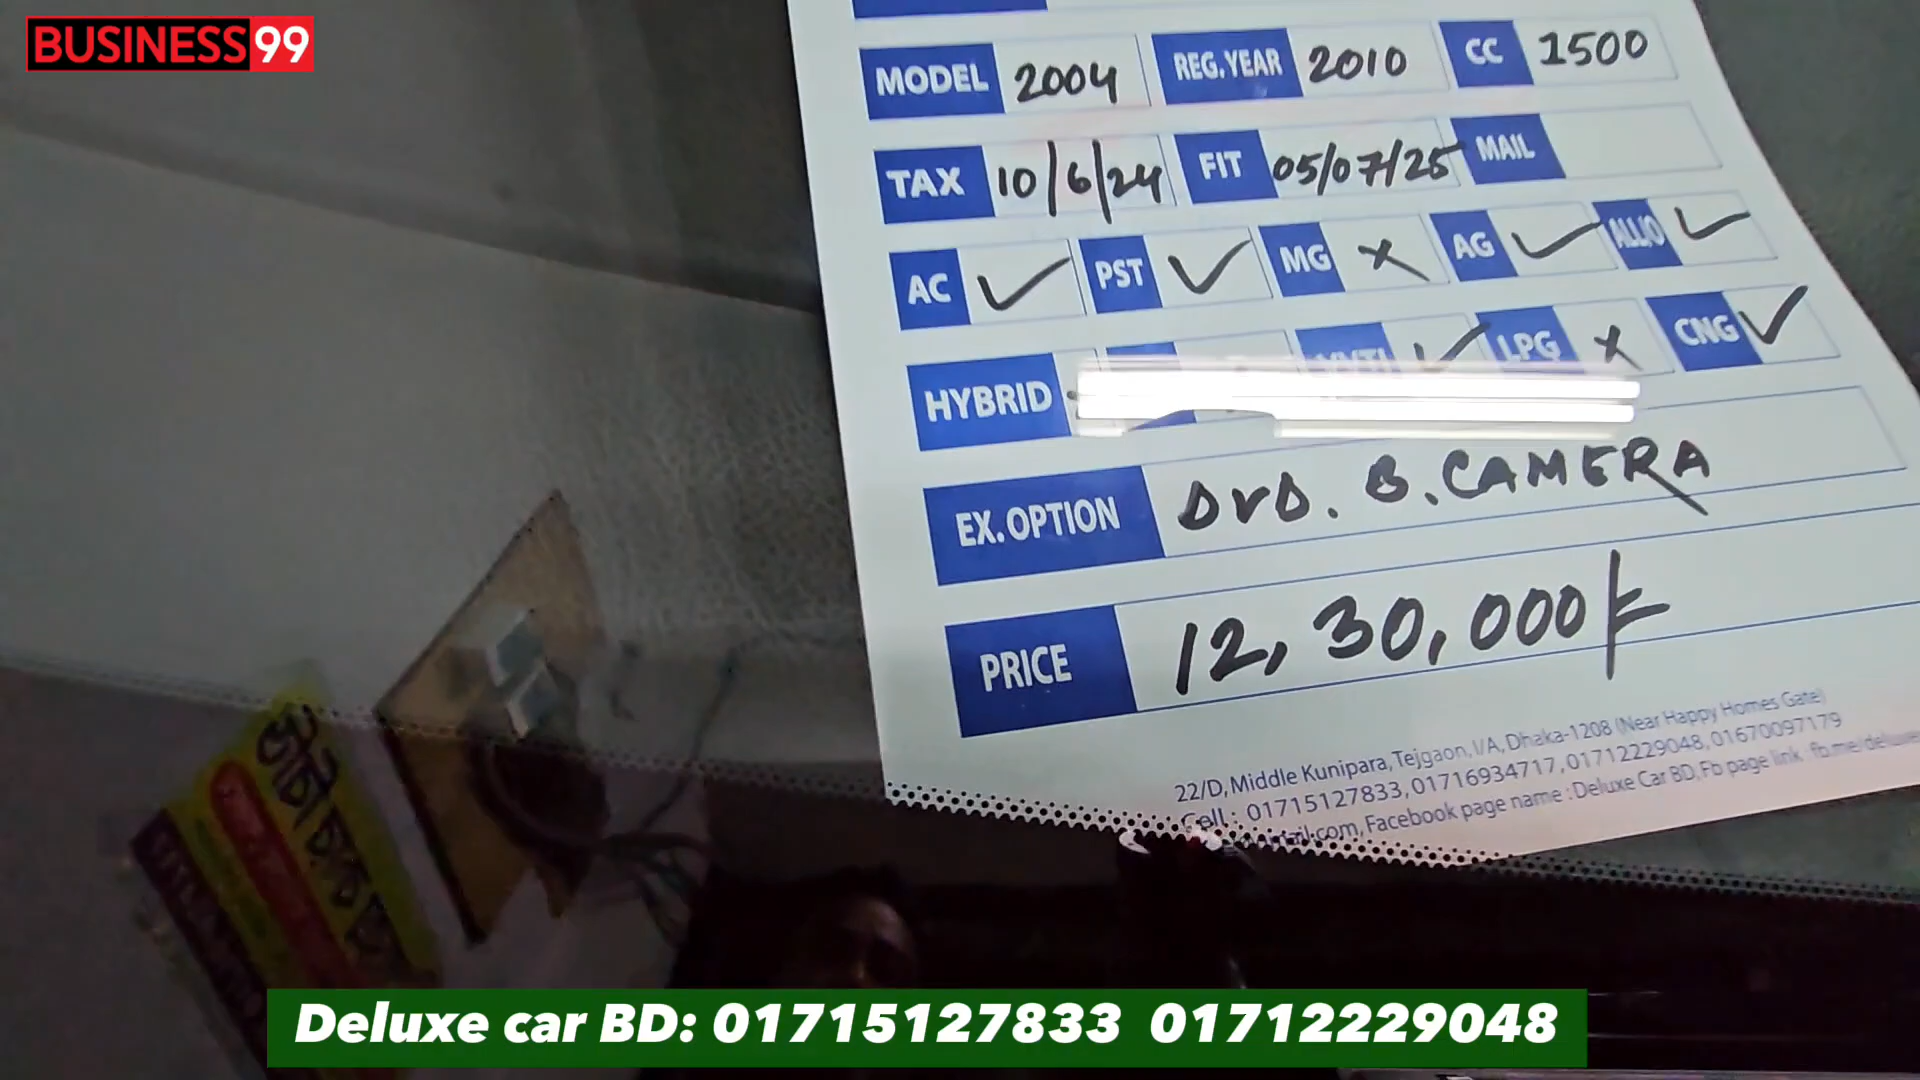 BUSINESS99
MODEL 2004 REG.YEAR 2010 CC 1500
TAX 10/6/24 FIT 05/07/25 MAIL
AC ✓ PST ✓ MG × AG ✓ ALL/O ✓
HYBRID ✓ LPG × CNG ✓
EX.OPTION DVD. B.CAMERA
PRICE 12,30,000/-
22/D, Middle Kunipara, Tejgaon, I/A, Dhaka-1208 (Near Happy Homes Gate)
Cell : 01715127833, 01716934717, 01712229048, 01670097179
Facebook page name : Deluxe Car BD, Fb page link
Deluxe car BD: 01715127833 01712229048